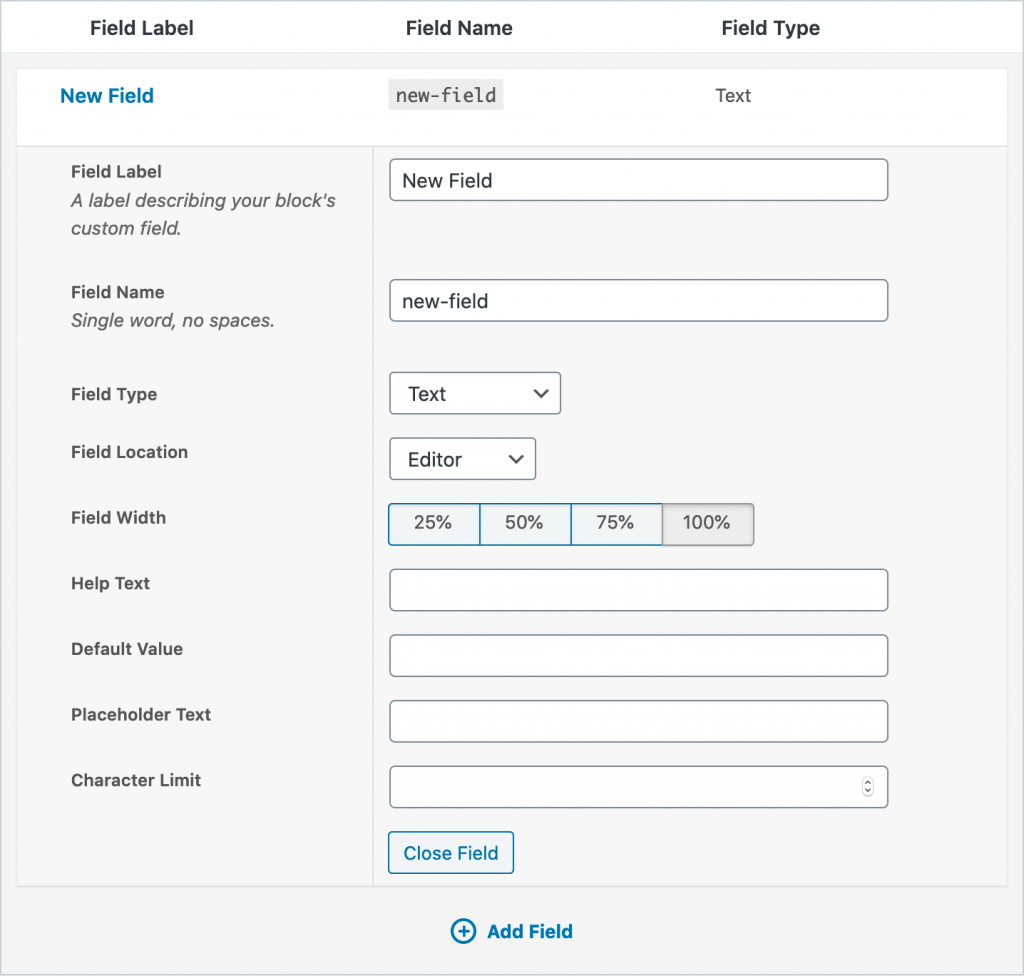 Field Label Field Name Field Type
New Field new-field Text
Field Label
New Field
A label describing your block's
custom field.
Field Name
new-field
Single word, no spaces.
Field Type Text
Field Location Editor
Field Width 25% 50% 75% 100%
Help Text
Default Value
Placeholder Text
Character Limit
Close Field
Add Field